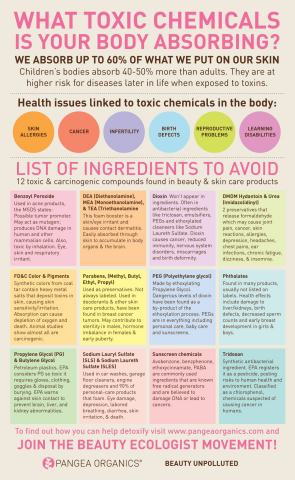 WHAT TOXIC CHEMICALS
IS YOUR BODY ABSORBING?
WE ABSORB UP TO 60% OF WHAT WE PUT ON OUR SKIN
Children's bodies absorb 40-50% more than adults. They are at
higher risk for diseases later in life when exposed to toxins.
Health issues linked to toxic chemicals in the body:
SKIN
ALLERGIES
CANCER
INFERTILITY
BIRTH
DEFECTS
REPRODUCTIVE
PROBLEMS
LEARNING
DISABILITIES
LIST OF INGREDIENTS TO AVOID
12 toxic & carcinogenic compounds found in beauty & skin care products
Benzoyl Peroxide
Used in acne products,
the MSDS states:
Possible tumor promoter.
May act as mutagen;
produces DNA damage in
human and other
mammalian cells. Also,
toxic by inhalation. Eye,
skin and respiratory
irritant.
DEA (Diethanolamine),
MEA (Monoethanolamine),
& TEA (Triethanolamine)
This foam booster is a
skin/eye irritant and
causes contact dermatitis.
Easily absorbed through
skin to accumulate in body
organs & the brain.
Dioxin Won't appear in
ingredients. Often in
antibacterial ingredients
like triclosan, emulsifiers,
PEGs and ethoxylated
cleansers like Sodium
Laureth Sulfate. Dioxin
causes cancer, reduced
immunity, nervous system
disorders, miscarriages
and birth deformity.
DMDM Hydantoin & Urea
(Imidazolidinyl)
2 preservatives that
release formaldehyde
which may cause joint
pain, cancer, skin
reactions, allergies,
depression, headaches,
chest pains, ear
infections, chronic fatigue,
dizziness, & insomnia.
FD&C Color & Pigments
Synthetic colors from coal
tar contain heavy metal
salts that deposit toxins in
skin, causing skin
sensitivity/irritation.
Absorption can cause
depletion of oxygen and
death. Animal studies
show almost all are
carcinogenic.
Parabens, (Methyl, Butyl,
Ethyl, Propyl)
Used as preservatives. Not
always labeled. Used in
deodorants & other skin
care products, have been
found in breast cancer
tumors. May contribute to
sterility in males, hormone
imbalance in females &
early puberty.
PEG (Polyethylene glycol)
Made by ethoxylating
Propylene Glycol.
Dangerous levels of dioxin
have been found as a
by-product of the
ethoxylation process. PEGs
are in everything including
personal care, baby care
and sunscreens.
Phthalates
Found in many products,
usually not listed on
labels. Health effects
include damage to
liver/kidneys, birth
defects, decreased sperm
counts and early breast
development in girls &
boys.
Propylene Glycol (PG)
& Butylene Glycol
Petroleum plastics. EPA
considers PG so toxic it
requires gloves, clothing,
goggles & disposal by
burying. EPA warns
against skin contact to
prevent brain, liver, and
kidney abnormalities.
Sodium Lauryl Sulfate
(SLS) & Sodium Laureth
Sulfate (SLES)
Used in car washes, garage
floor cleaners, engine
degreasers and 90% of
personal-care products
that foam. Eye damage,
depression, labored
breathing, diarrhea, skin
irritation, & death.
Sunscreen chemicals
Avobenzone, benzphenone,
ethoxycinnamate, PABA
are commonly used
ingredients that are known
free radical generators
and are believed to
damage DNA or lead to
cancers.
Triclosan
Synthetic antibacterial
ingredient. EPA registers
it as a pesticide, posing
risks to human health and
environment. Classified
as a chlorophenol,
chemicals suspected of
causing cancer in
humans.
To find out how you can help detoxify visit www.pangeaorganics.com and
JOIN THE BEAUTY ECOLOGIST MOVEMENT!
PANGEA ORGANICS®
BEAUTY UNPOLLUTED